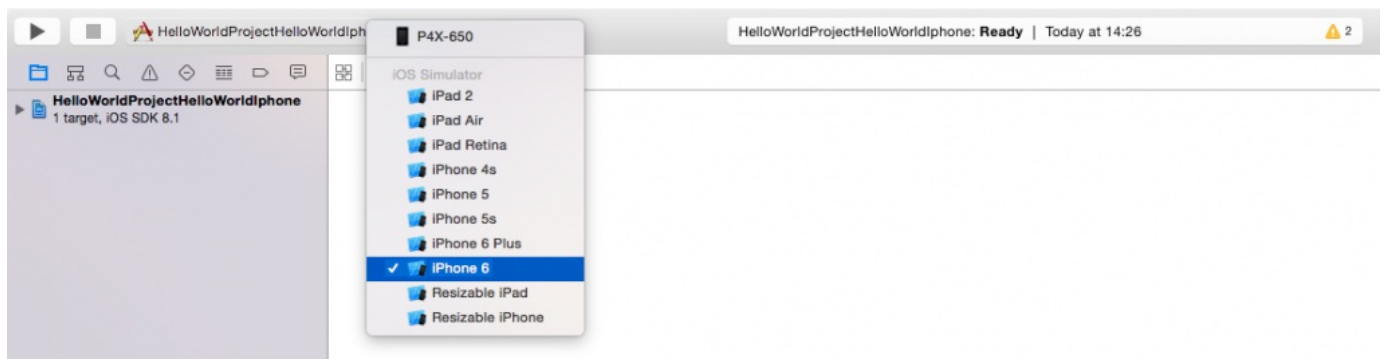 HelloWorldProjectHelloWorldIph
HelloWorldProjectHelloWorldIphone: Ready | Today at 14:26
2
HelloWorldProjectHelloWorldIphone
1 target, iOS SDK 8.1
P4X-650
iOS Simulator
iPad 2
iPad Air
iPad Retina
iPhone 4s
iPhone 5
iPhone 5s
iPhone 6 Plus
iPhone 6
Resizable iPad
Resizable iPhone